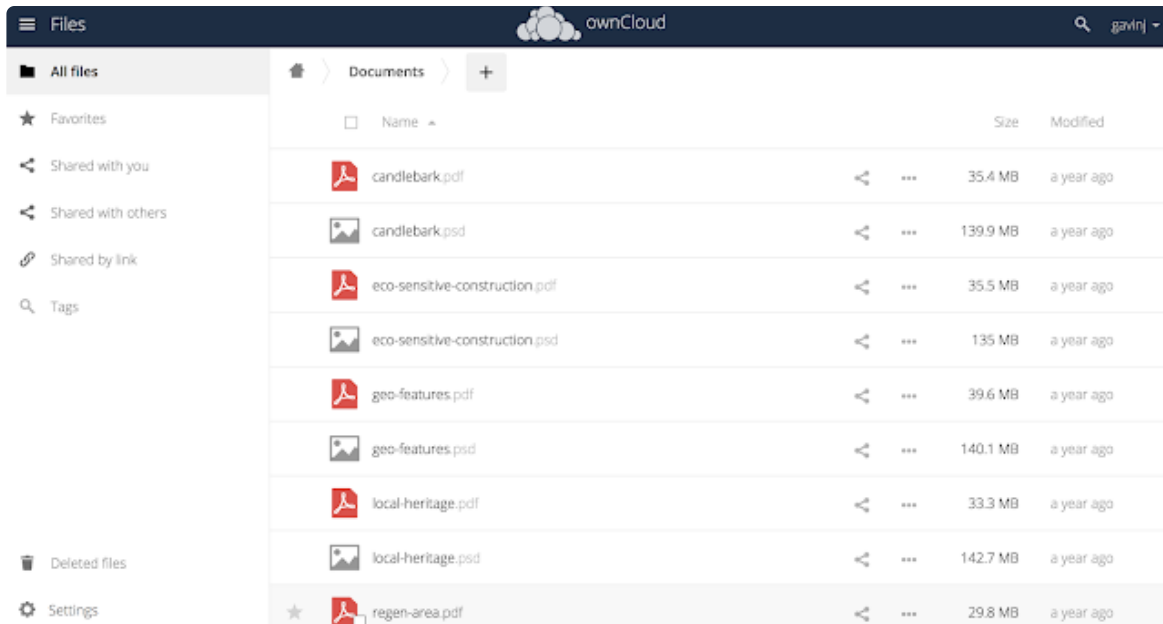 Files ownCloud gavinj
All files
Favorites
Shared with you
Shared with others
Shared by link
Tags
Deleted files
Settings
Documents +
Name Size Modified
candlebark.pdf ... 35.4 MB a year ago
candlebark.psd ... 139.9 MB a year ago
eco-sensitive-construction.pdf ... 35.5 MB a year ago
eco-sensitive-construction.psd ... 135 MB a year ago
geo-features.pdf ... 39.6 MB a year ago
geo-features.psd ... 140.1 MB a year ago
local-heritage.pdf ... 33.3 MB a year ago
local-heritage.psd ... 142.7 MB a year ago
regen-area.pdf ... 29.8 MB a year ago